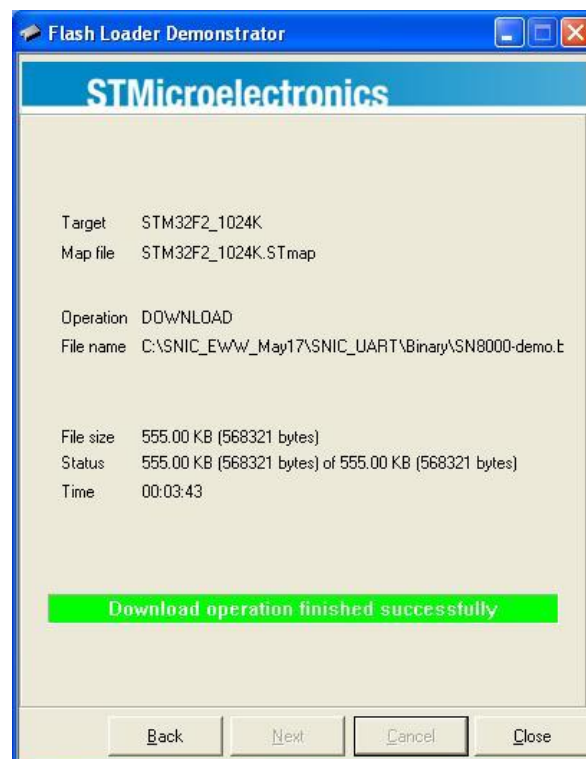 Flash Loader Demonstrator
STMicroelectronics
Target STM32F2_1024K
Map file STM32F2_1024K.STmap
Operation DOWNLOAD
File name C:\SNIC_EWW_May17\SNIC_UART\Binary\SN8000-demo.b
File size 555.00 KB (568321 bytes)
Status 555.00 KB (568321 bytes) of 555.00 KB (568321 bytes)
Time 00:03:43
Download operation finished successfully
Back Next Cancel Close